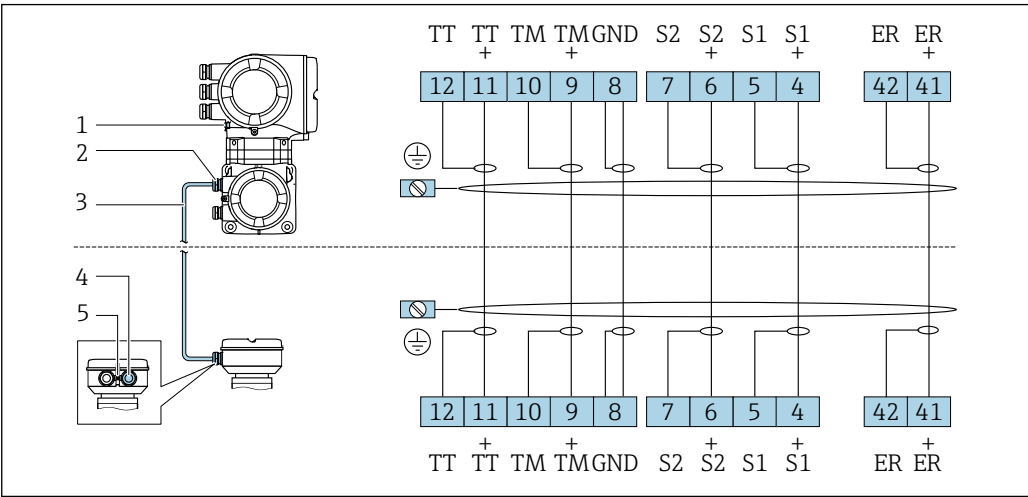 TT TT TM TM GND S2 S2 S1 S1 ER ER
+ + + + +
12 11 10 9 8 7 6 5 4 42 41
1
2
3
4
5
12 11 10 9 8 7 6 5 4 42 41
+ + + + +
TT TT TM TM GND S2 S2 S1 S1 ER ER